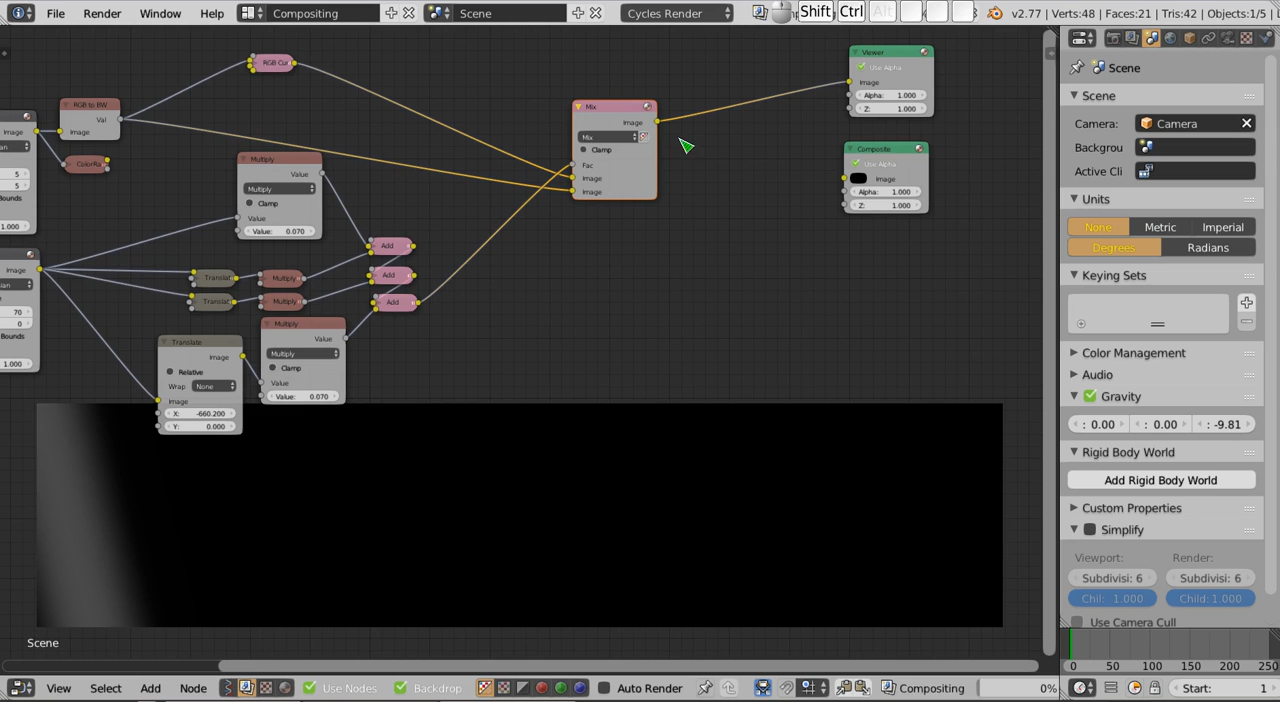 File Render Window Help Compositing Scene Cycles Render Shift Ctrl Alt v2.77 | Verts:48 | Faces:21 | Tris:42 | Objects:1/5 |
RGB Cur
RGB to BW
Val
Image
Image
ColorRa
5
5
Bounds
1.000
Image
70
0
Bounds
1.000
Multiply
Value
Multiply
Clamp
Value
Value: 0.070
Add
Translat
Multiply
Add
Translat
Multiply
Add
Multiply
Value
Multiply
Clamp
Value
Value: 0.070
Translate
Image
Relative
Wrap None
Image
X: -660.200
Y: 0.000
Mix
Image
Mix
Clamp
Fac
Image
Image
Viewer
Use Alpha
Image
Alpha: 1.000
Z: 1.000
Composite
Use Alpha
Image
Alpha: 1.000
Z: 1.000
Scene
Scene
Camera: Camera
Backgrou
Active Cli
Units
None Metric Imperial
Degrees Radians
Keying Sets
Color Management
Audio
Gravity
: 0.00 : 0.00 : -9.81
Rigid Body World
Add Rigid Body World
Custom Properties
Simplify
Viewport: Render:
Subdivisi: 6 Subdivisi: 6
Chil: 1.000 Child: 1.000
Use Camera Cull
Scene
0 50 100 150 200 250
View Select Add Node Use Nodes Backdrop Auto Render Compositing 0% Start: 1